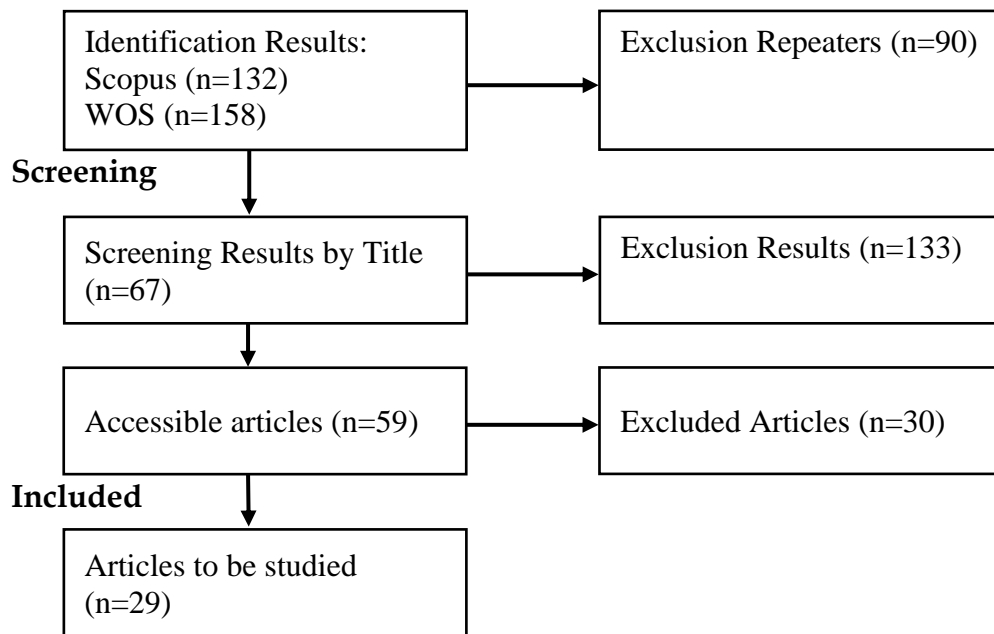 Identification Results:
Scopus (n=132)
WOS (n=158)
Exclusion Repeaters (n=90)
Screening
Screening Results by Title
(n=67)
Exclusion Results (n=133)
Accessible articles (n=59)
Excluded Articles (n=30)
Included
Articles to be studied
(n=29)